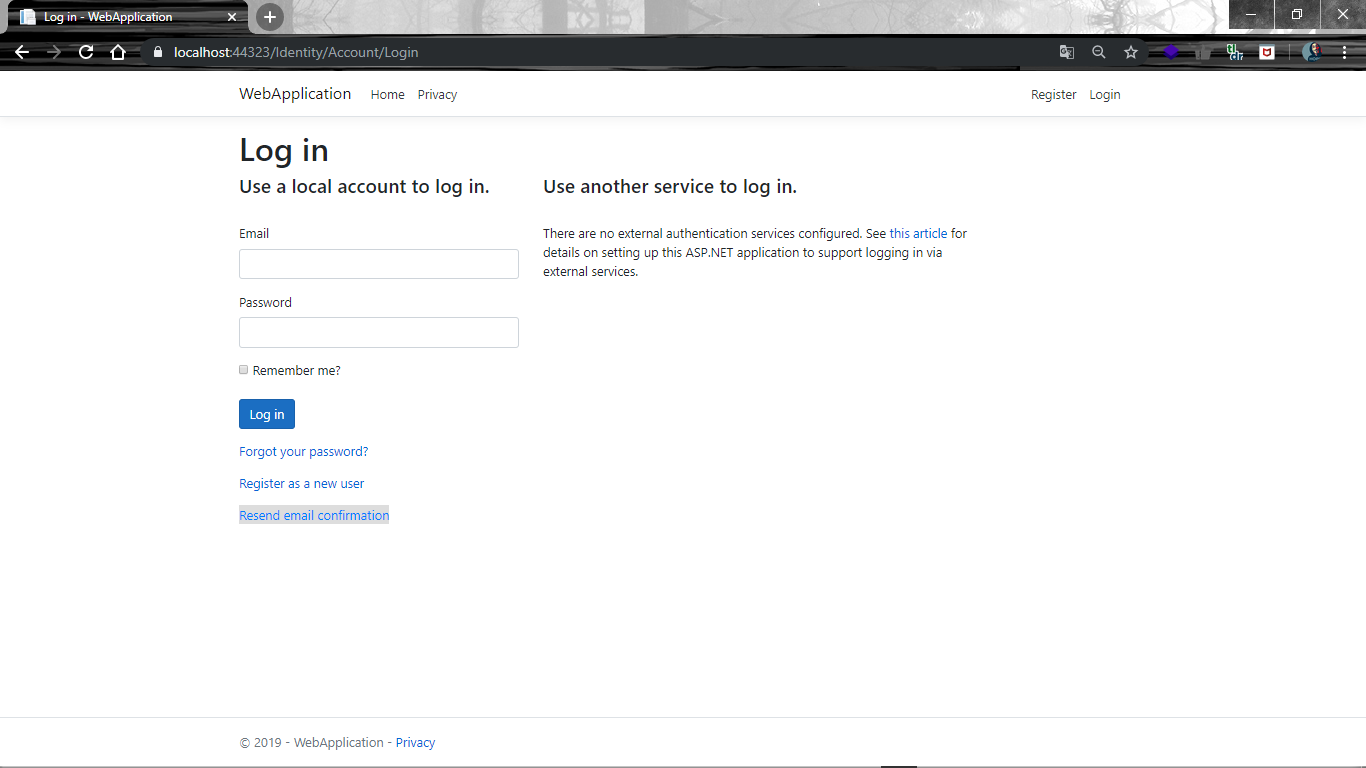 Log in - WebApplication
localhost:44323/Identity/Account/Login
WebApplication Home Privacy Register Login
Log in
Use a local account to log in.
Email
Password
Remember me?
Log in
Forgot your password?
Register as a new user
Resend email confirmation
Use another service to log in.
There are no external authentication services configured. See this article for
details on setting up this ASP.NET application to support logging in via
external services.
© 2019 - WebApplication - Privacy